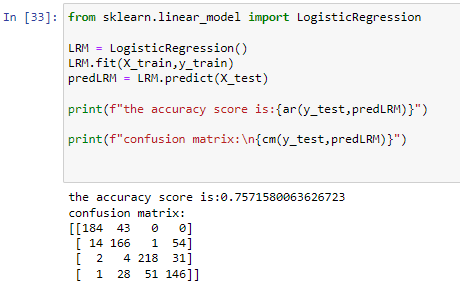 In [33]: from sklearn.linear_model import LogisticRegression
LRM = LogisticRegression()
LRM.fit(X_train,y_train)
predLRM = LRM.predict(X_test)
print(f"the accuracy score is:{ar(y_test,predLRM)}")
print(f"confusion matrix:\n{cm(y_test,predLRM)}")
the accuracy score is:0.7571580063626723
confusion matrix:
[[184  43   0   0]
 [ 14 166   1  54]
 [  2   4 218  31]
 [  1  28  51 146]]